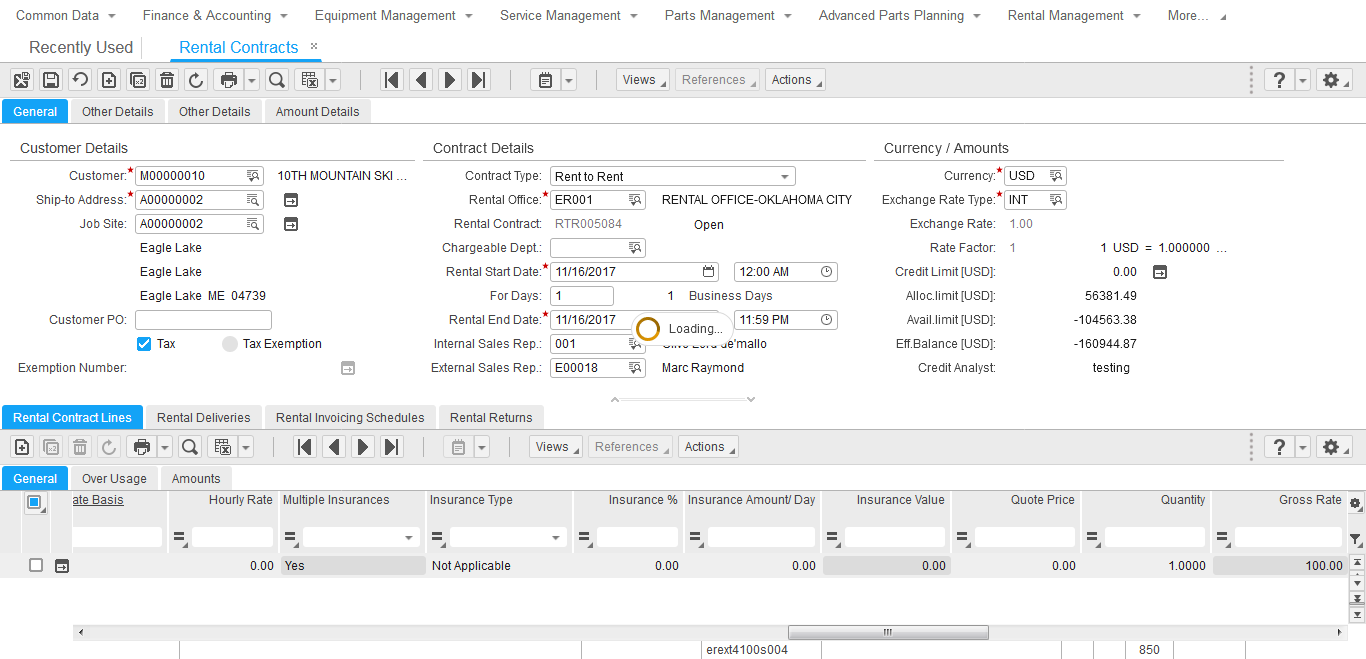 Common Data Finance & Accounting Equipment Management Service Management Parts Management Advanced Parts Planning Rental Management More...
Recently Used Rental Contracts ×
Views References Actions ?
General Other Details Other Details Amount Details
Customer Details Contract Details Currency / Amounts
Customer:* M00000010 10TH MOUNTAIN SKI ... Contract Type: Rent to Rent Currency:* USD
Ship-to Address:* A00000002 Rental Office:* ER001 RENTAL OFFICE-OKLAHOMA CITY Exchange Rate Type:* INT
Job Site: A00000002 Rental Contract: RTR005084 Open Exchange Rate: 1.00
Eagle Lake Chargeable Dept.: Rate Factor: 1 1 USD = 1.000000 ...
Eagle Lake Rental Start Date:* 11/16/2017 12:00 AM Credit Limit [USD]: 0.00
Eagle Lake ME 04739 For Days: 1 1 Business Days Alloc.limit [USD]: 56381.49
Customer PO: Rental End Date:* 11/16/2017 11:59 PM Avail.limit [USD]: -104563.38
Loading...
Tax Tax Exemption Internal Sales Rep.: 001 de'mallo Eff.Balance [USD]: -160944.87
Exemption Number: External Sales Rep.: E00018 Marc Raymond Credit Analyst: testing
Rental Contract Lines Rental Deliveries Rental Invoicing Schedules Rental Returns
Views References Actions ?
General Over Usage Amounts
ate Basis Hourly Rate Multiple Insurances Insurance Type Insurance % Insurance Amount/ Day Insurance Value Quote Price Quantity Gross Rate
0.00 Yes Not Applicable 0.00 0.00 0.00 0.00 1.0000 100.00
erext4100s004 850